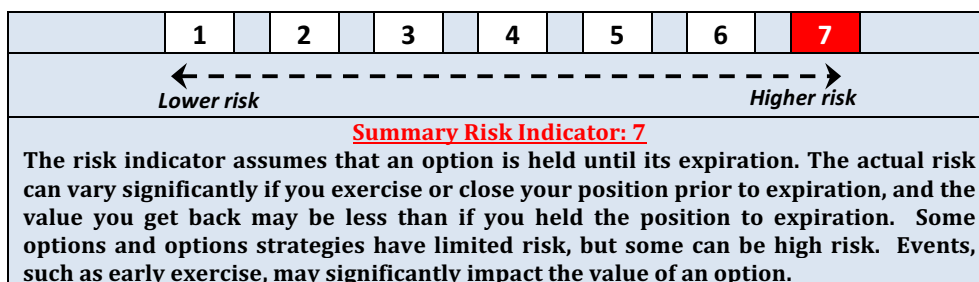 1 2 3 4 5 6 7
Lower risk Higher risk
Summary Risk Indicator: 7
The risk indicator assumes that an option is held until its expiration. The actual risk
can vary significantly if you exercise or close your position prior to expiration, and the
value you get back may be less than if you held the position to expiration. Some
options and options strategies have limited risk, but some can be high risk. Events,
such as early exercise, may significantly impact the value of an option.